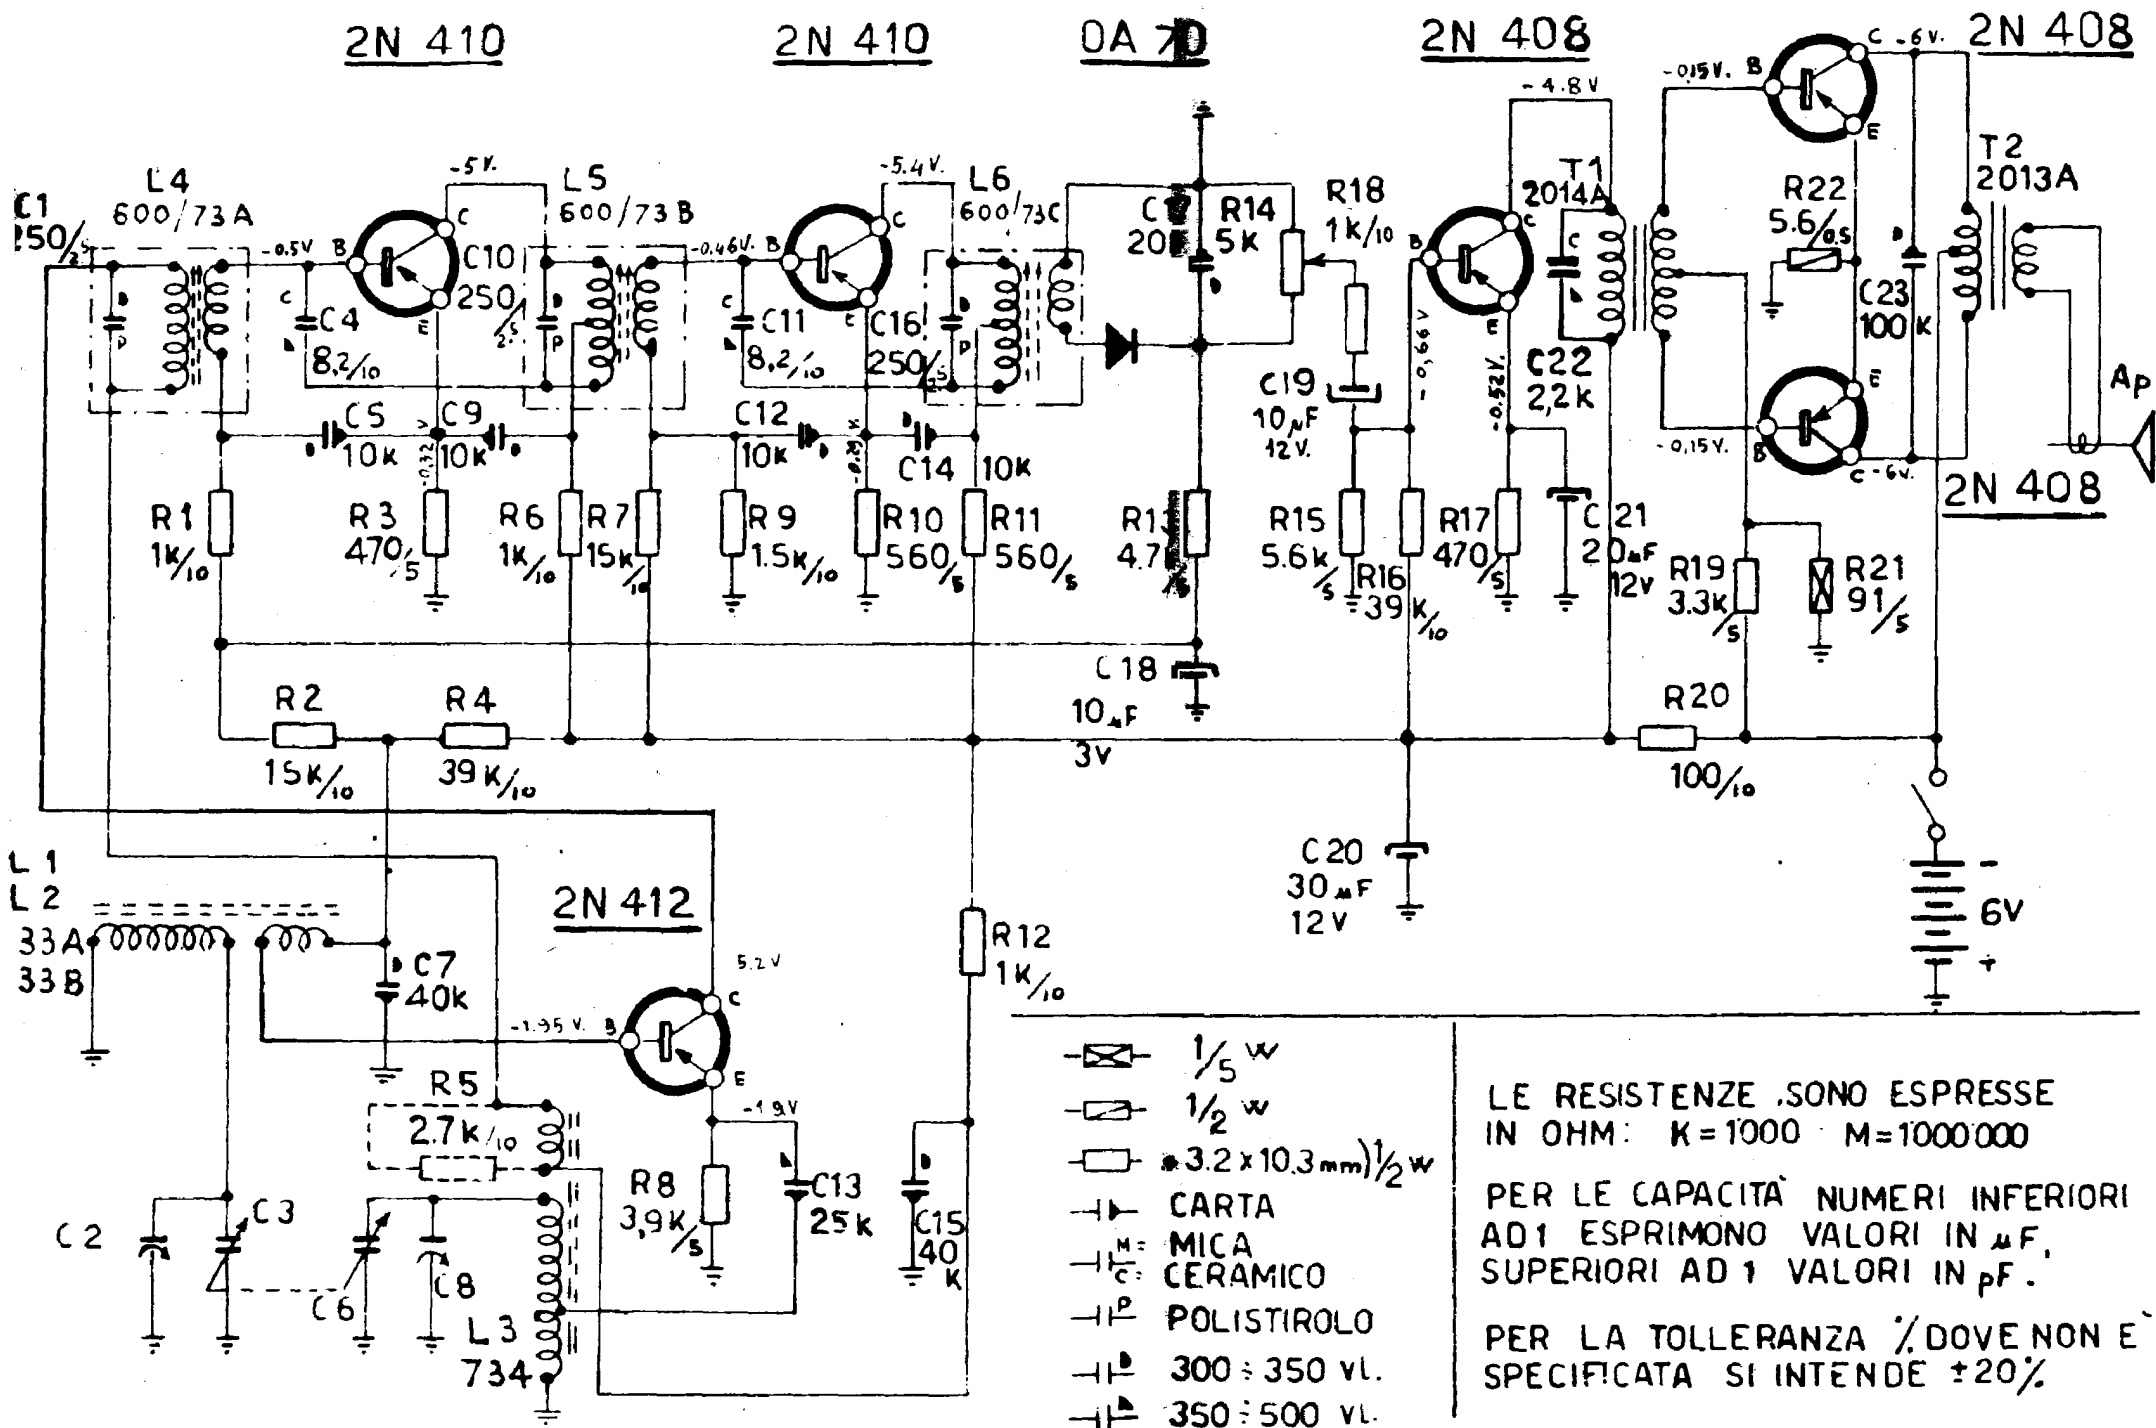 2N 410
2N 410
2N 408
2N 408
C -6V.
-0,15V. B
E
-4.8V
T1
2014A
T2
2013A
R22
5.6/0.5
C23
100K
Ap
-0,15V.
B
E
C -6V.
2N 408
L4
600/73A
C1
-0.5V B
C
E
-5V.
C4
8,2/10
C10
250/2.5
L5
600/73B
-0.46V. B
C
E
-5.4V.
C11
8,2/10
C16
250/2.5
L6
600/73C
R14
5K
R18
1K/10
B
C
E
-0,66V
-0.52V.
C19
10µF
12V.
C22
2,2K
C5
10K
C9
10K
-0.32V
C12
10K
C14
10K
R1
1K/10
R3
470/5
R6
1K/10
R7
15K/10
R9
1.5K/10
R10
560/5
R11
560/5
R15
5.6K/5
R16
39K/10
R17
470/5
C21
20µF
12V
R19
3.3K/5
R21
91/5
C18
10µF
3V
R2
15K/10
R4
39K/10
R20
100/10
C20
30µF
12V
-
6V
+
L1
L2
33A
33B
C7
40K
2N 412
5.2V
-1.95V. B
C
E
-1.9V
R12
1K/10
R5
2.7K/10
R8
3,9K/5
C13
25K
C15
40
K
C2
C3
C6
C8
L3
734
1/5 W
1/2 W
3.2 x 10.3 mm) 1/2 W
CARTA
M= MICA
C= CERAMICO
P POLISTIROLO
300÷350 VL.
350÷500 VL.
LE RESISTENZE SONO ESPRESSE
IN OHM: K=1000 M=1000000
PER LE CAPACITA` NUMERI INFERIORI
AD 1 ESPRIMONO VALORI IN µF,
SUPERIORI AD 1 VALORI IN pF.
PER LA TOLLERANZA % DOVE NON E`
SPECIFICATA SI INTENDE ±20%